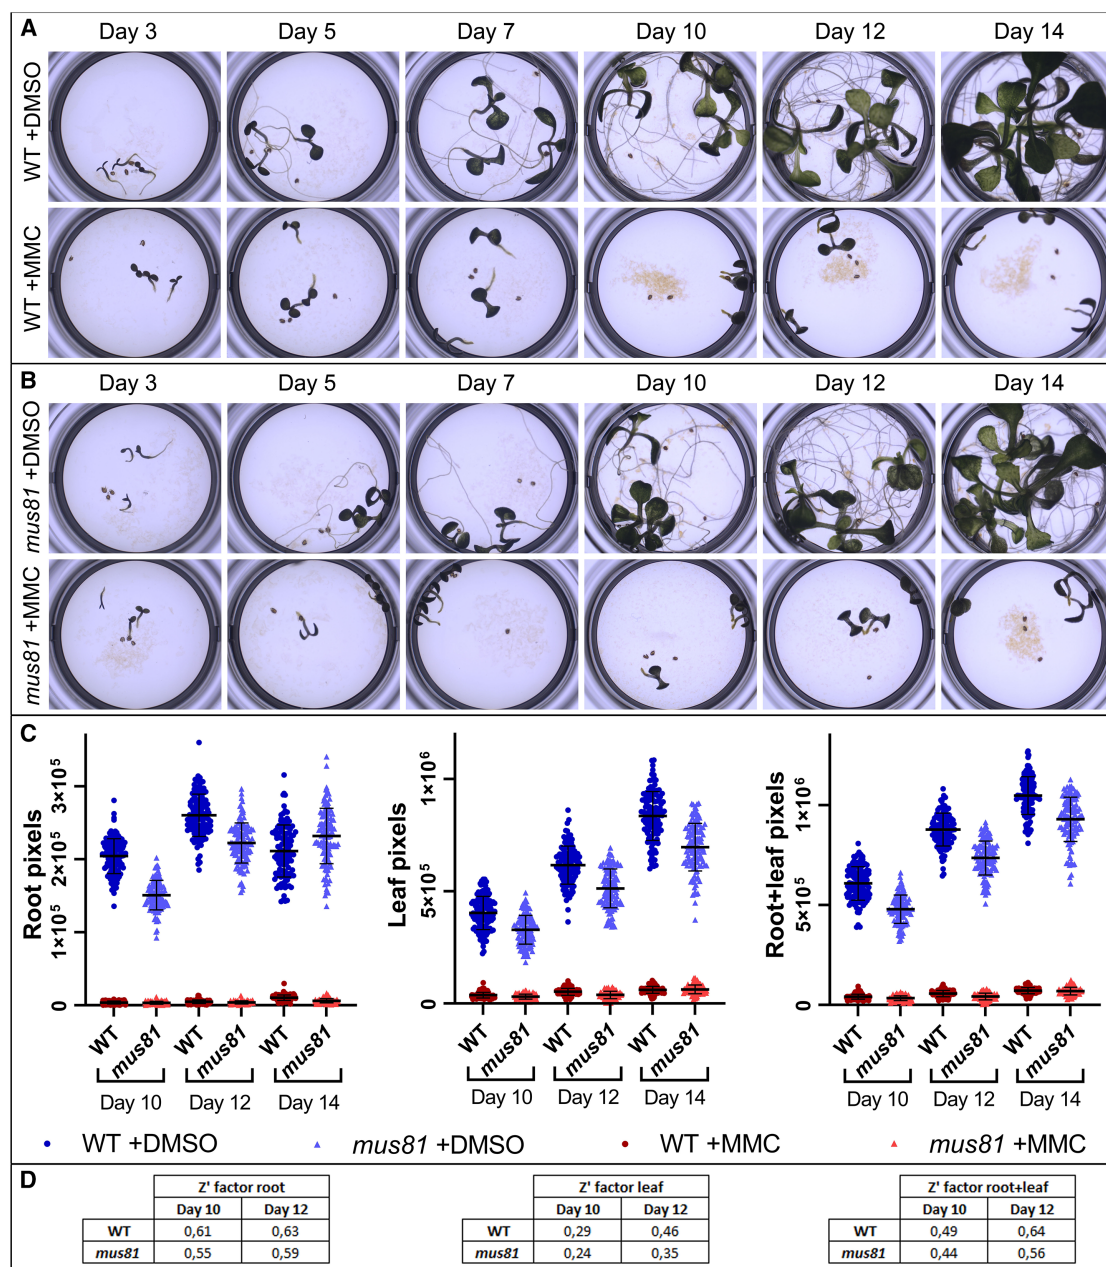 A
Day 3 Day 5 Day 7 Day 10 Day 12 Day 14
WT +DMSO
WT +MMC
B
Day 3 Day 5 Day 7 Day 10 Day 12 Day 14
mus81 +DMSO
mus81 +MMC
C
Root pixels
3×10⁵
2×10⁵
1×10⁵
0
WT mus81 WT mus81 WT mus81
Day 10 Day 12 Day 14
Leaf pixels
1×10⁶
5×10⁵
0
WT mus81 WT mus81 WT mus81
Day 10 Day 12 Day 14
Root+leaf pixels
1×10⁶
5×10⁵
0
WT mus81 WT mus81 WT mus81
Day 10 Day 12 Day 14
WT +DMSO mus81 +DMSO WT +MMC mus81 +MMC
D
Z' factor root
Day 10 Day 12
WT 0,61 0,63
mus81 0,55 0,59
Z' factor leaf
Day 10 Day 12
WT 0,29 0,46
mus81 0,24 0,35
Z' factor root+leaf
Day 10 Day 12
WT 0,49 0,64
mus81 0,44 0,56